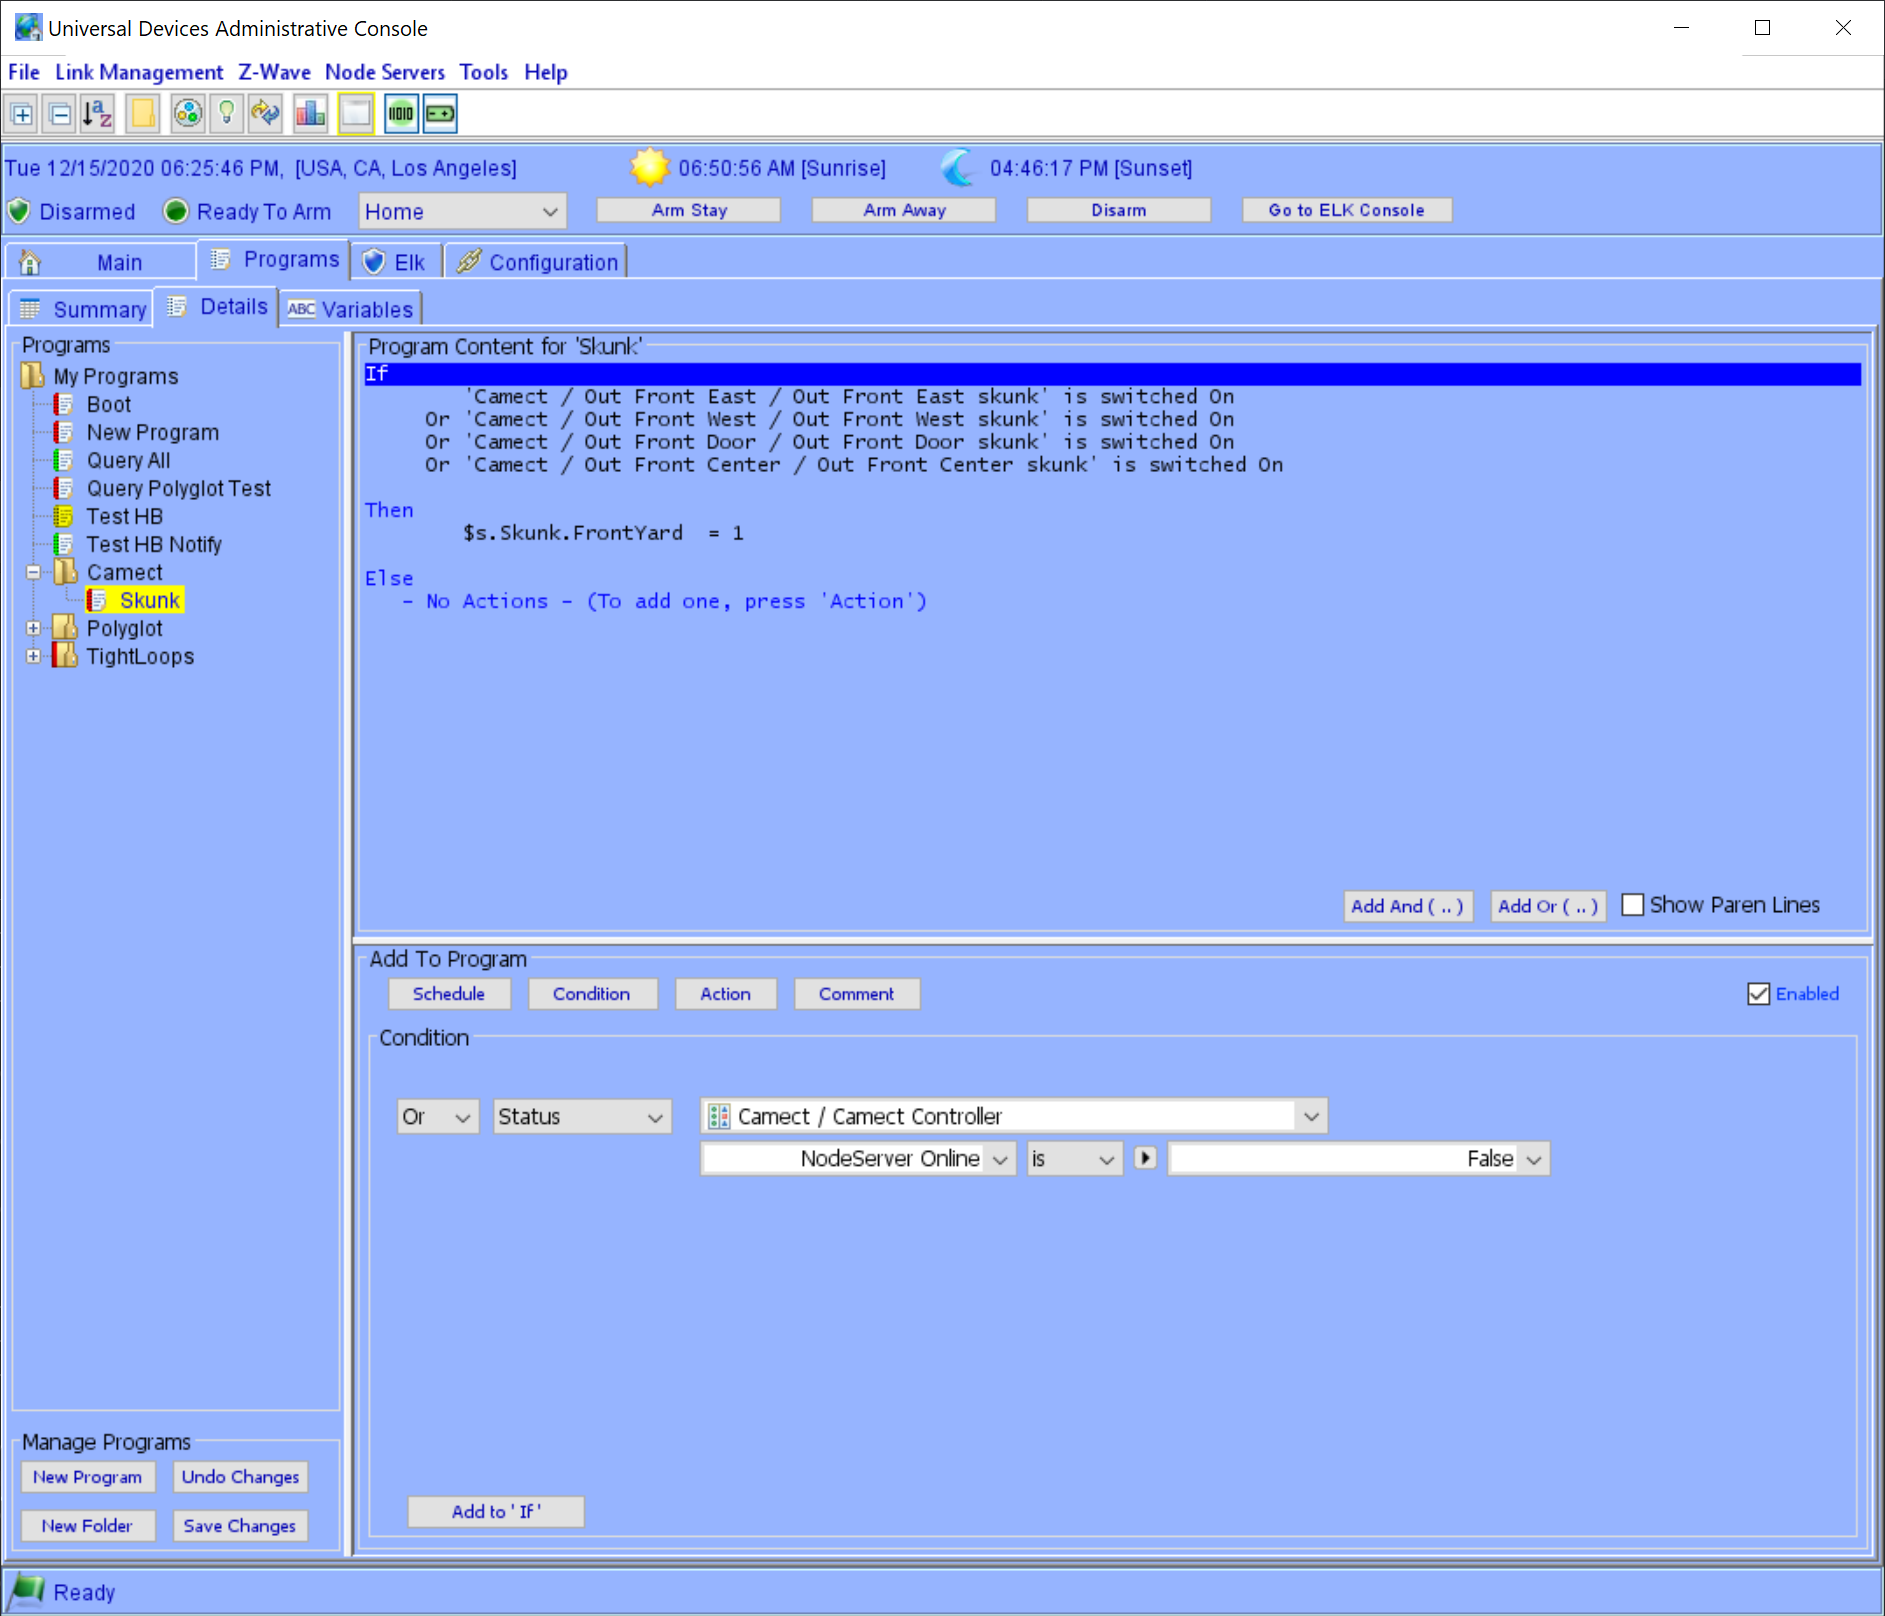 Universal Devices Administrative Console
File Link Management Z-Wave Node Servers Tools Help
Tue 12/15/2020 06:25:46 PM, [USA, CA, Los Angeles]
06:50:56 AM [Sunrise]
04:46:17 PM [Sunset]
Disarmed
Ready To Arm
Home
Arm Stay
Arm Away
Disarm
Go to ELK Console
Main
Programs
Elk
Configuration
Summary
Details
ABC Variables
Programs
My Programs
Boot
New Program
Query All
Query Polyglot Test
Test HB
Test HB Notify
Camect
Skunk
Polyglot
TightLoops
Program Content for 'Skunk'
If
'Camect / Out Front East / Out Front East skunk' is switched On
Or 'Camect / Out Front West / Out Front West skunk' is switched On
Or 'Camect / Out Front Door / Out Front Door skunk' is switched On
Or 'Camect / Out Front Center / Out Front Center skunk' is switched On
Then
$s.Skunk.FrontYard = 1
Else
- No Actions - (To add one, press 'Action')
Add And ( .. )
Add Or ( .. )
Show Paren Lines
Add To Program
Schedule
Condition
Action
Comment
Enabled
Condition
Or
Status
Camect / Camect Controller
NodeServer Online
is
False
Add to ' If '
Manage Programs
New Program
Undo Changes
New Folder
Save Changes
Ready